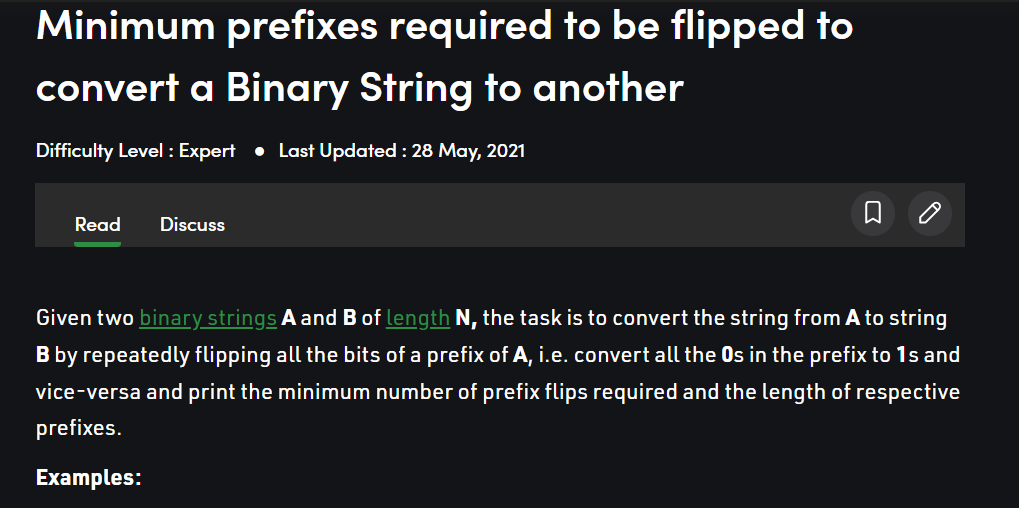 Minimum prefixes required to be flipped to
convert a Binary String to another
Difficulty Level : Expert ● Last Updated : 28 May, 2021
Read Discuss
Given two binary strings A and B of length N, the task is to convert the string from A to string
B by repeatedly flipping all the bits of a prefix of A, i.e. convert all the 0s in the prefix to 1s and
vice-versa and print the minimum number of prefix flips required and the length of respective
prefixes.
Examples: